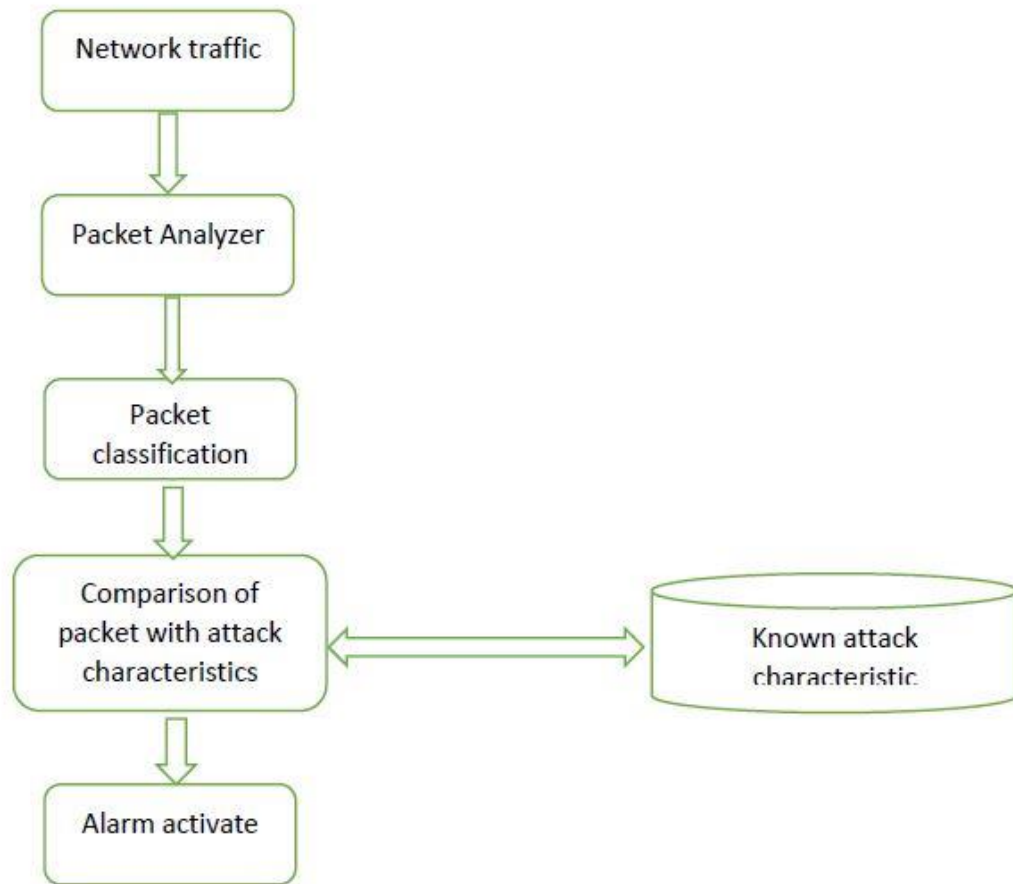 Network traffic
Packet Analyzer
Packet
classification
Comparison of
packet with attack
characteristics
Known attack
characteristic
Alarm activate